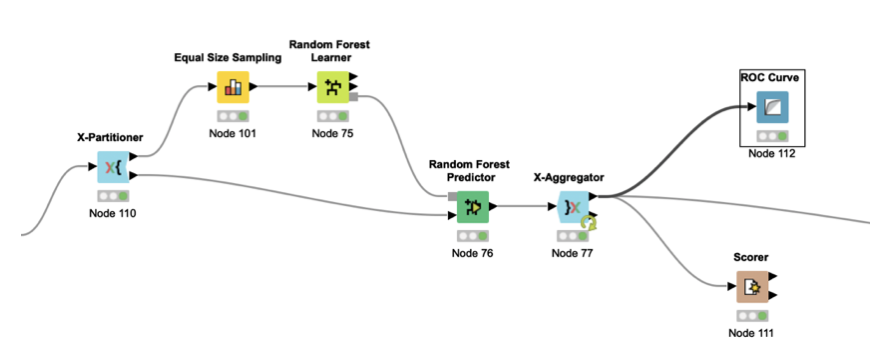 Random Forest
Learner
Equal Size Sampling
ROC Curve
Node 101
Node 75
X-Partitioner
Node 112
Random Forest
Predictor
X-Aggregator
Node 110
Node 76
Node 77
Scorer
Node 111